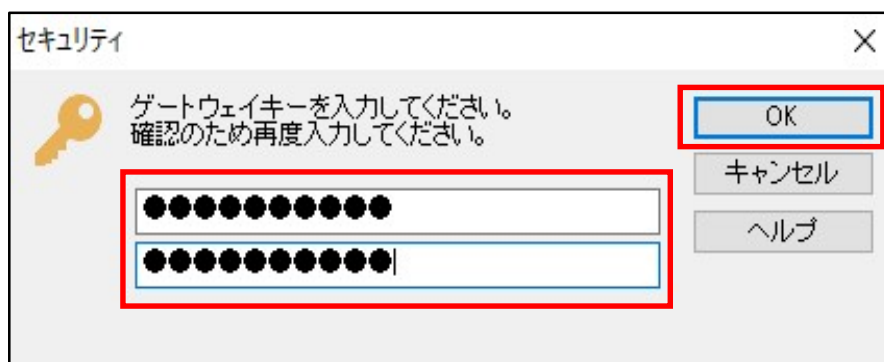 セキュリティ
ゲートウェイキーを入力してください。
確認のため再度入力してください。
●●●●●●●●●●
●●●●●●●●●●
OK
キャンセル
ヘルプ